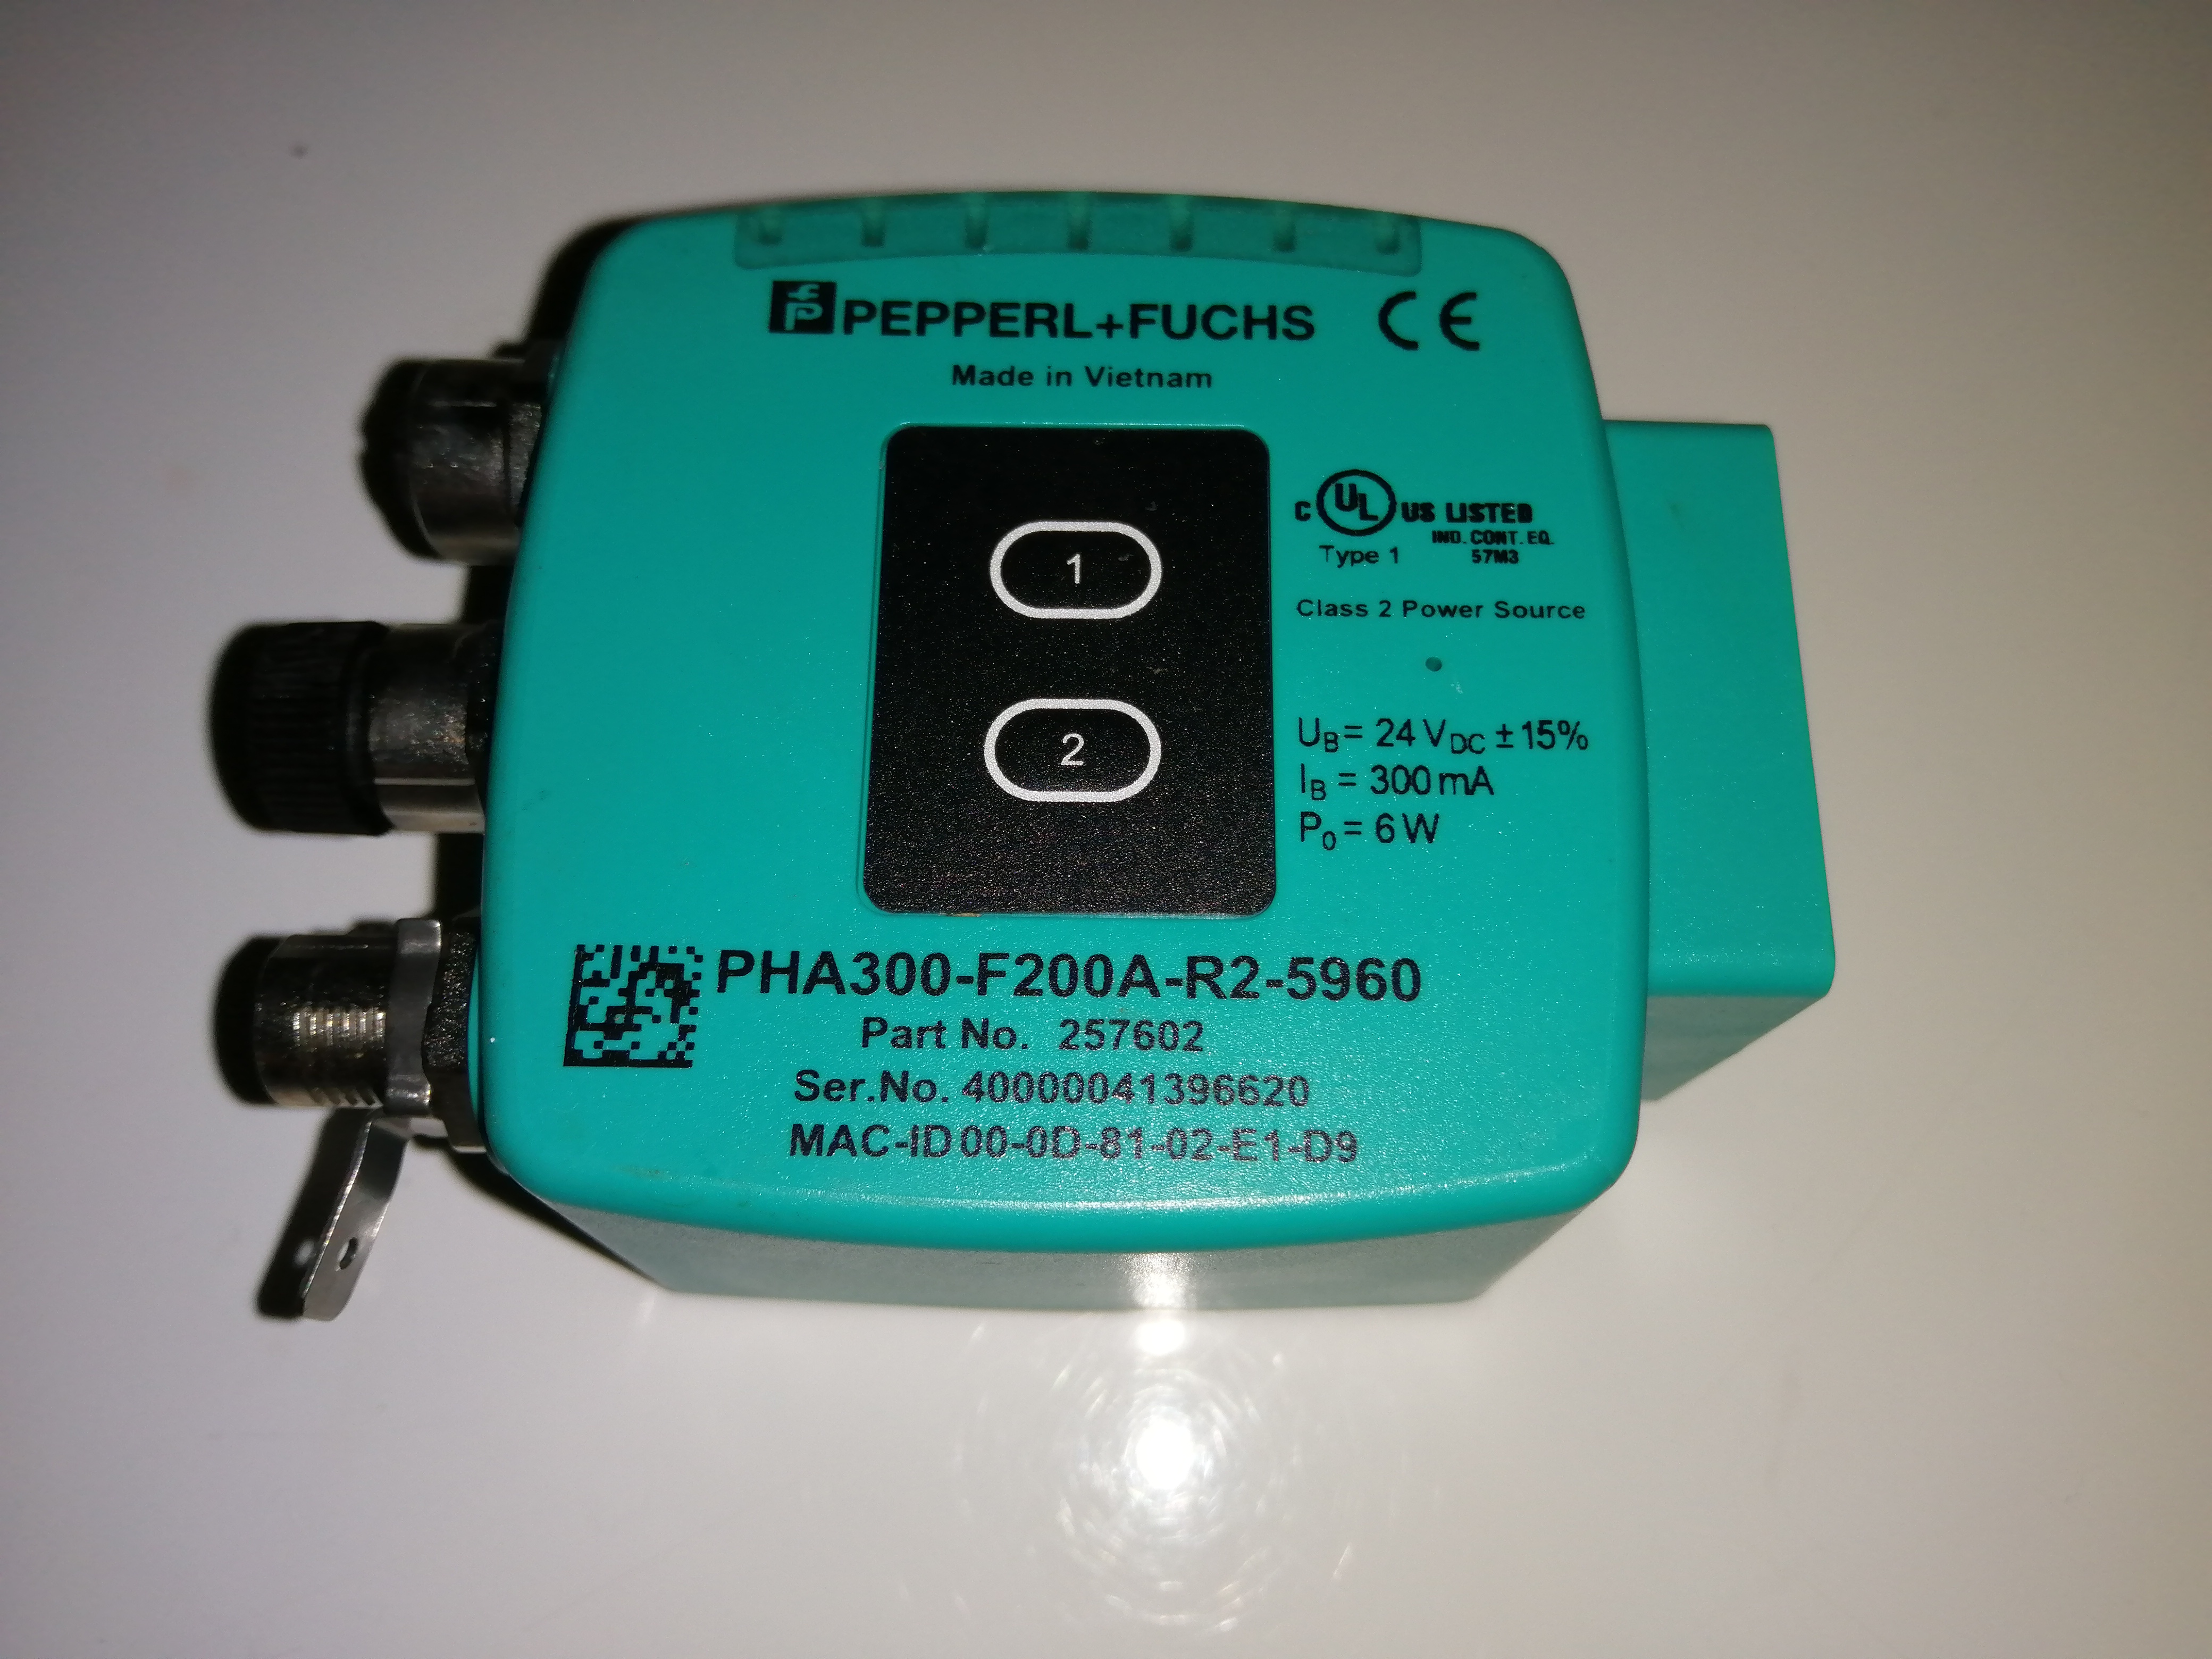 PEPPERL+FUCHS CE
Made in Vietnam
1
C UL US LISTED
IND. CONT. EQ.
Type 1 57M3
Class 2 Power Source
2
UB = 24 VDC ± 15%
IB = 300 mA
P0 = 6 W
PHA300-F200A-R2-5960
Part No. 257602
Ser.No. 40000041396620
MAC-ID 00-0D-81-02-E1-D9